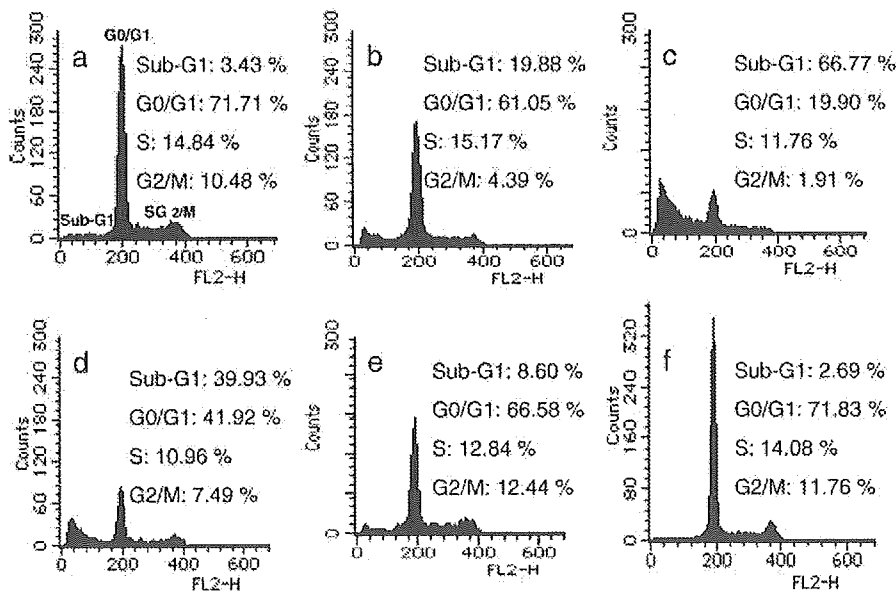 a
G0/G1
Sub-G1: 3.43 %
G0/G1: 71.71 %
S: 14.84 %
G2/M: 10.48 %
Sub-G1
SG 2/M
Counts
0 60 120 180 240 300
0 200 400 600
FL2-H
b
Sub-G1: 19.88 %
G0/G1: 61.05 %
S: 15.17 %
G2/M: 4.39 %
Counts
0 60 120 180 240 300
0 200 400 600
FL2-H
c
Sub-G1: 66.77 %
G0/G1: 19.90 %
S: 11.76 %
G2/M: 1.91 %
Counts
0 300
0 200 400 600
FL2-H
d
Sub-G1: 39.93 %
G0/G1: 41.92 %
S: 10.96 %
G2/M: 7.49 %
Counts
0 60 120 180 240 300
0 200 400 600
FL2-H
e
Sub-G1: 8.60 %
G0/G1: 66.58 %
S: 12.84 %
G2/M: 12.44 %
Counts
0 300
0 200 400 600
FL2-H
f
Sub-G1: 2.69 %
G0/G1: 71.83 %
S: 14.08 %
G2/M: 11.76 %
Counts
0 80 160 240 320
0 200 400 600
FL2-H